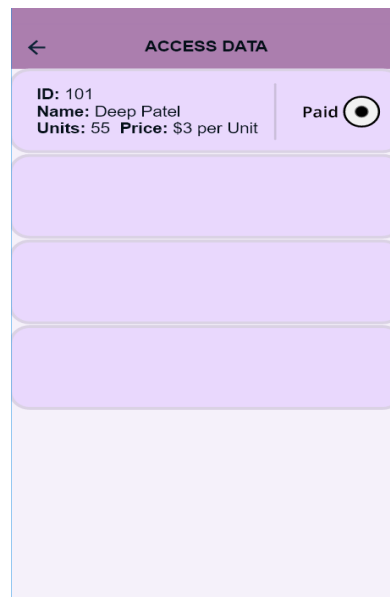 ACCESS DATA
ID: 101
Name: Deep Patel
Units: 55 Price: $3 per Unit
Paid